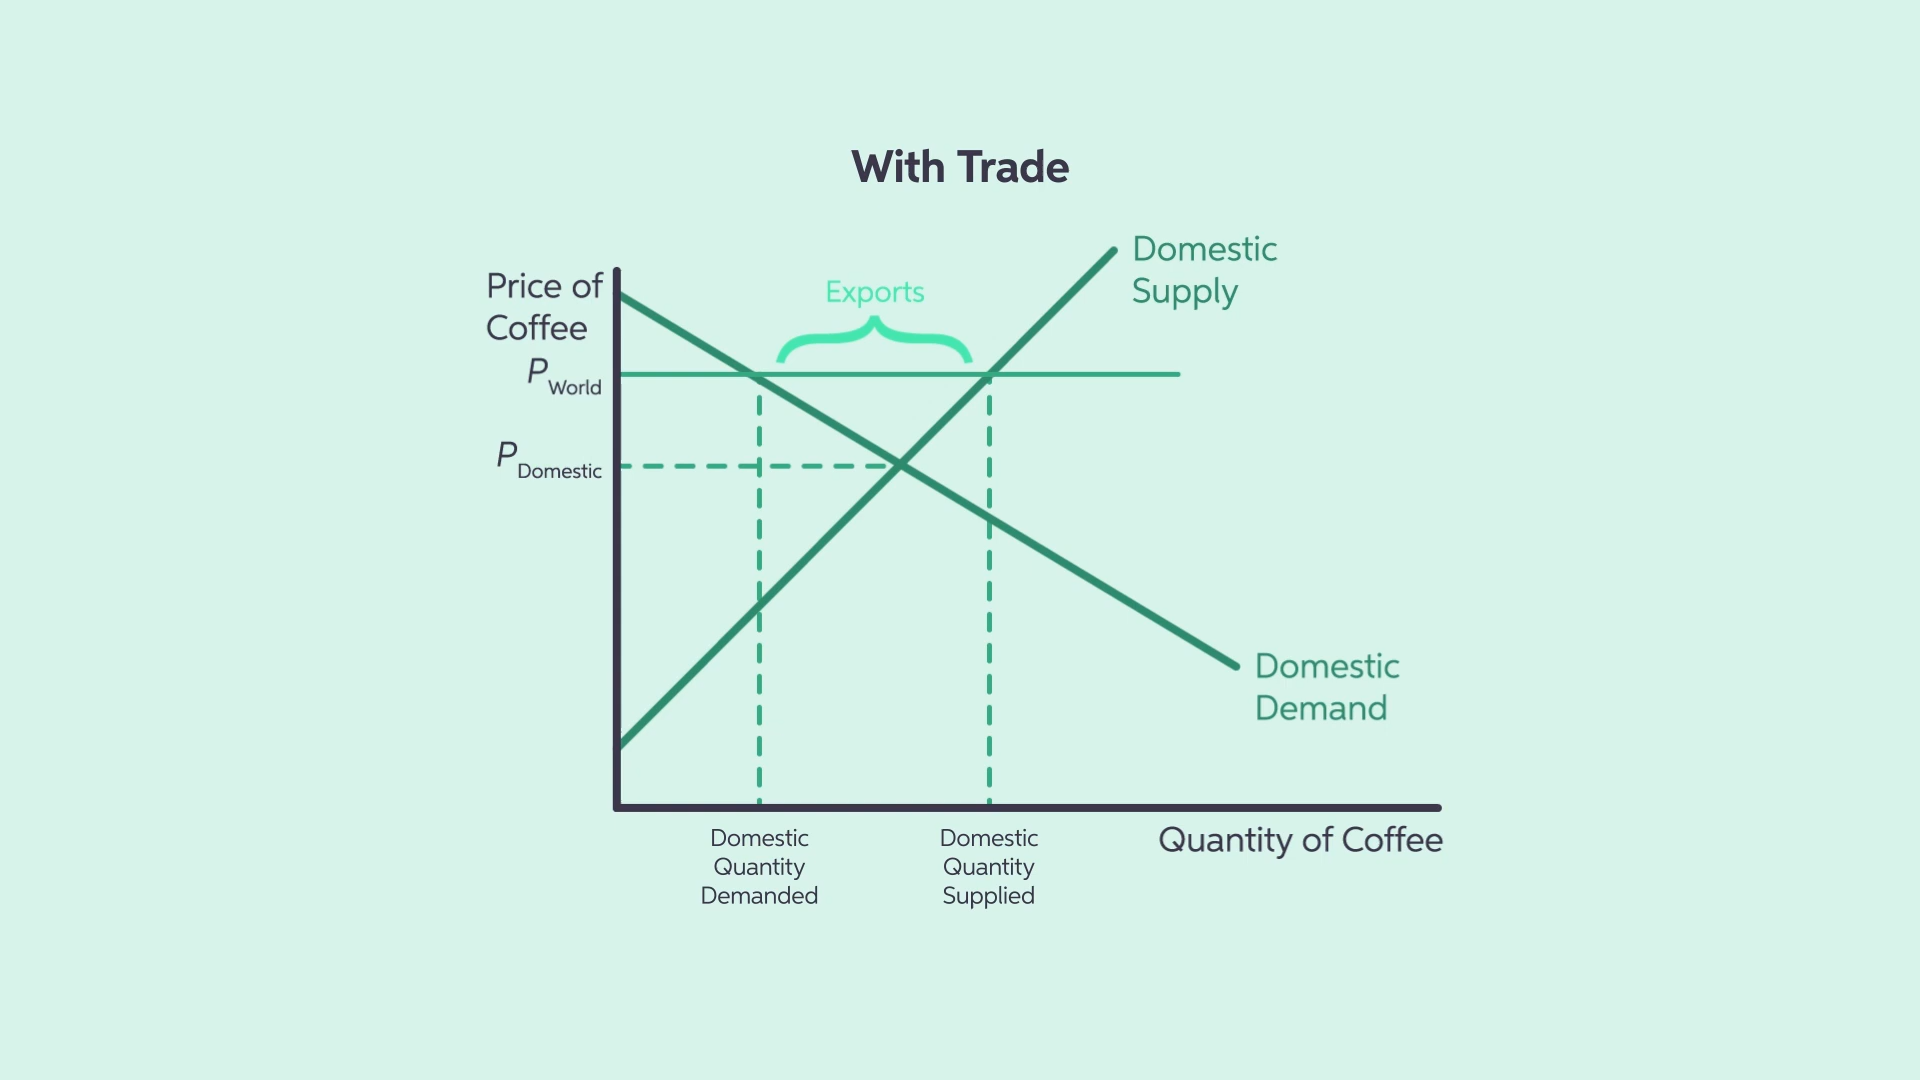 With Trade
Domestic
Supply
Price of
Coffee
Exports
P World
P Domestic
Domestic
Demand
Domestic
Quantity
Demanded
Domestic
Quantity
Supplied
Quantity of Coffee